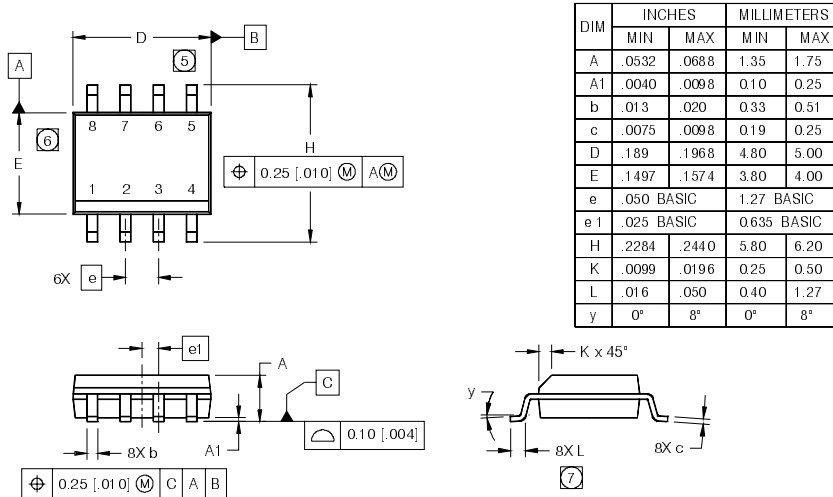 D
B
5
A
8 7 6 5
6
E
H
⌖ 0.25 [.010] Ⓜ A Ⓜ
1 2 3 4
6X e
DIM INCHES MILLIMETERS
MIN MAX MIN MAX
A .0532 .0688 1.35 1.75
A1 .0040 .0098 0.10 0.25
b .013 .020 0.33 0.51
c .0075 .0098 0.19 0.25
D .189 .1968 4.80 5.00
E .1497 .1574 3.80 4.00
e .050 BASIC 1.27 BASIC
e 1 .025 BASIC 0.635 BASIC
H .2284 .2440 5.80 6.20
K .0099 .0196 0.25 0.50
L .016 .050 0.40 1.27
y 0° 8° 0° 8°
e1
A
C
A1
0.10 [.004]
8X b
⌖ 0.25 [.010] Ⓜ C A B
K x 45°
y
8X L
8X c
7